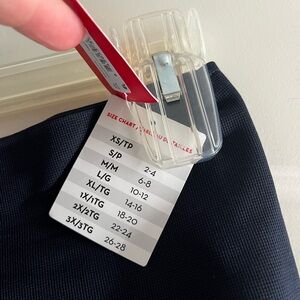 SIZE CHART
TAILLES
XS/TP
S/P 2-4
M/M 6-8
L/G 10-12
XL/TG 14-16
1X/1TG 18-20
2X/2TG 22-24
3X/3TG 26-28